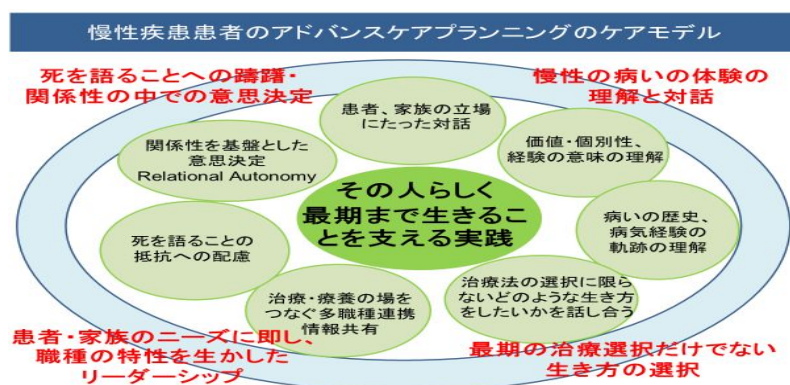 慢性疾患患者のアドバンスケアプランニングのケアモデル
死を語ることへの躊躇・
関係性の中での意思決定
慢性の病いの体験の
理解と対話
患者、家族の立場
にたった対話
関係性を基盤とした
意思決定
Relational Autonomy
価値・個別性、
経験の意味の理解
その人らしく
最期まで生きるこ
とを支える実践
死を語ることの
抵抗への配慮
病いの歴史、
病気経験の
軌跡の理解
治療・療養の場を
つなぐ多職種連携
情報共有
治療法の選択に限ら
ないどのような生き方
をしたいかを話し合う
患者・家族のニーズに即し、
職種の特性を生かした
リーダーシップ
最期の治療選択だけでない
生き方の選択